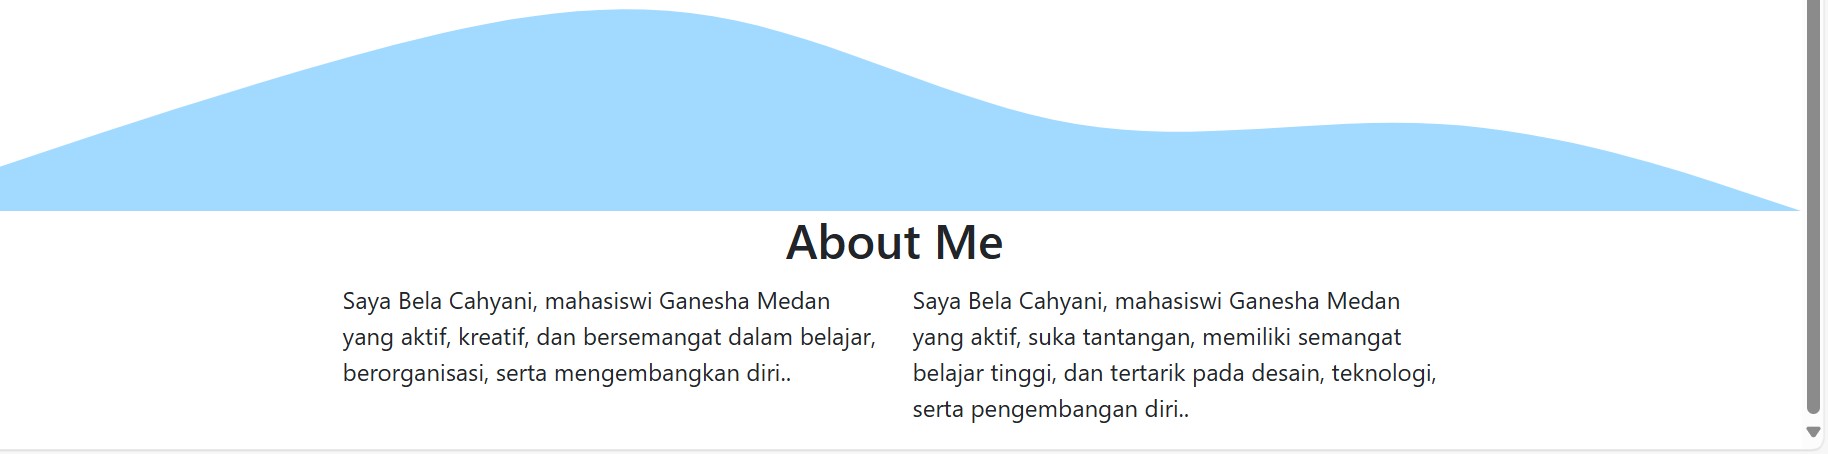 About Me
Saya Bela Cahyani, mahasiswi Ganesha Medan
yang aktif, kreatif, dan bersemangat dalam belajar,
berorganisasi, serta mengembangkan diri..
Saya Bela Cahyani, mahasiswi Ganesha Medan
yang aktif, suka tantangan, memiliki semangat
belajar tinggi, dan tertarik pada desain, teknologi,
serta pengembangan diri..